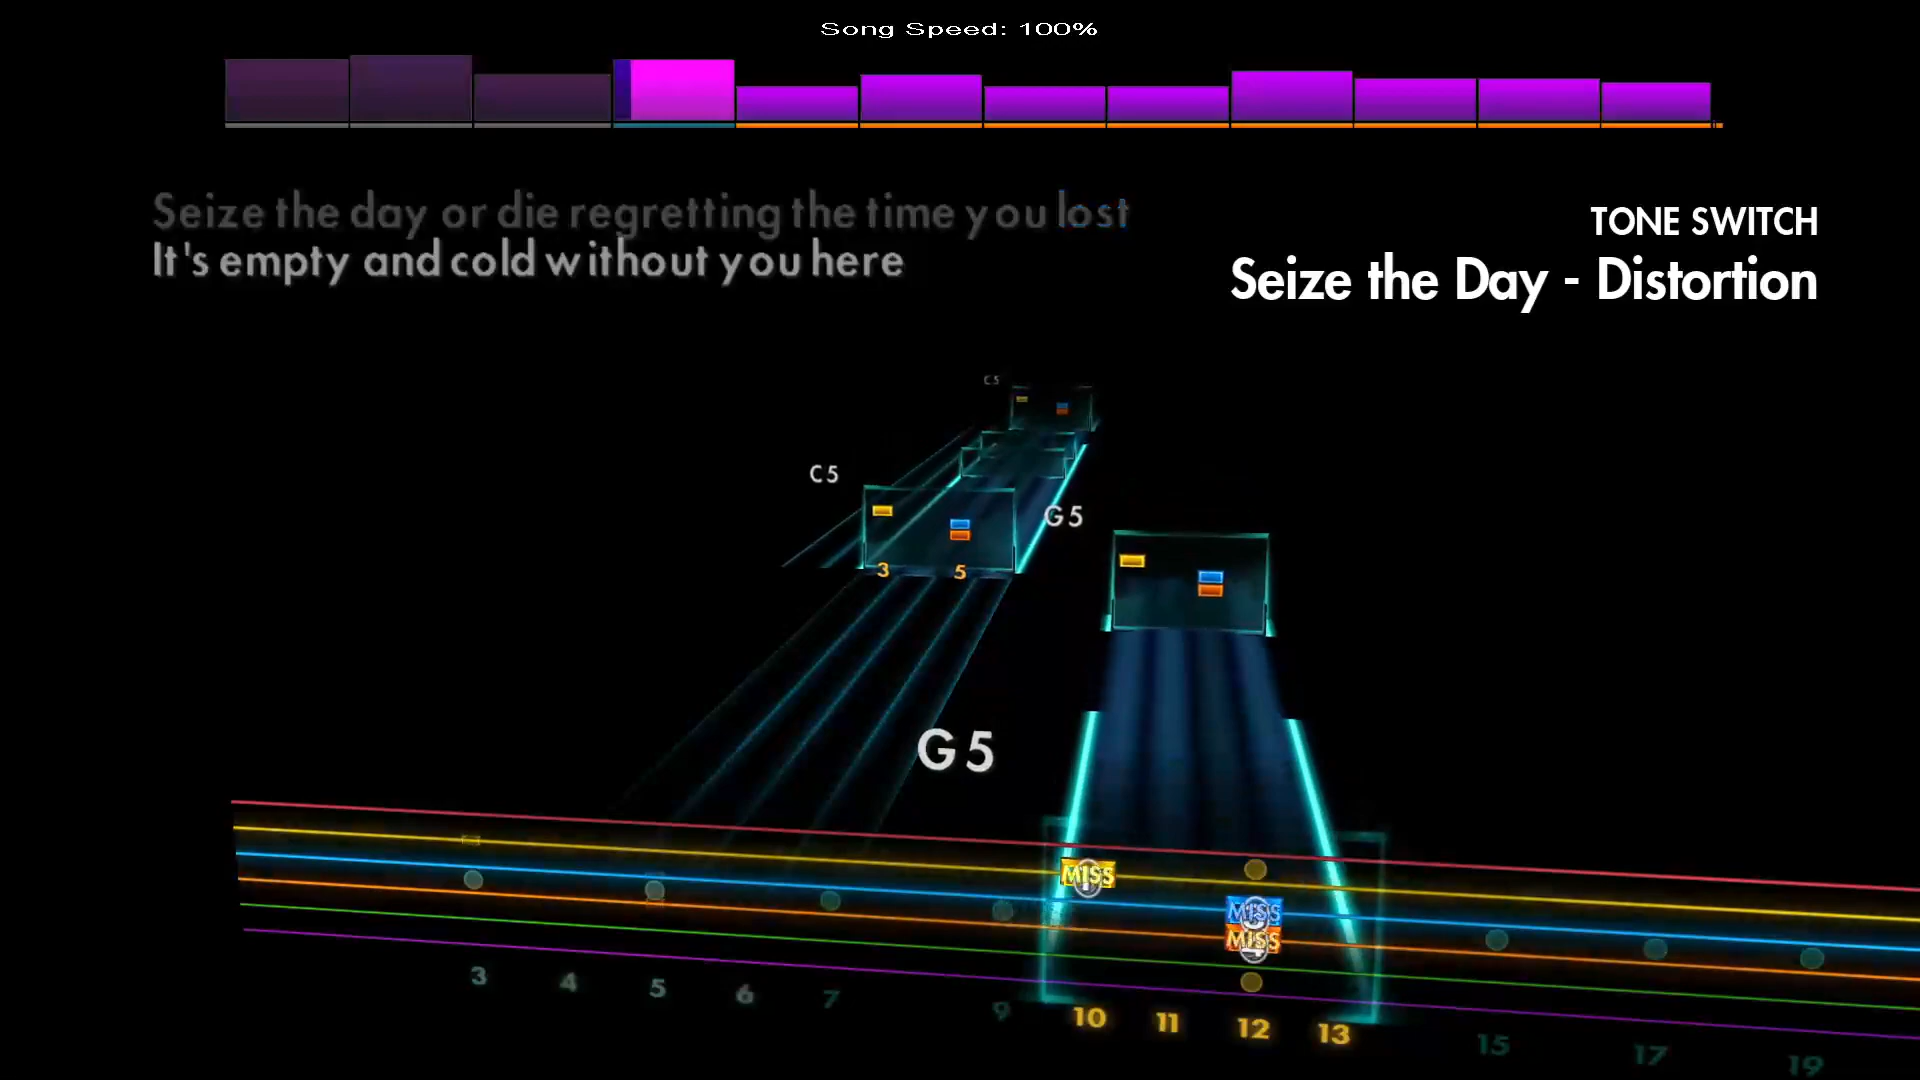 Song Speed: 100%
Seize the day or die regretting the time you lost
It's empty and cold without you here
TONE SWITCH
Seize the Day - Distortion
C5
C5
G5
3 5
G5
MISS
MISS
MISS
3 4 5 6 7 9 10 11 12 13 15 17 19